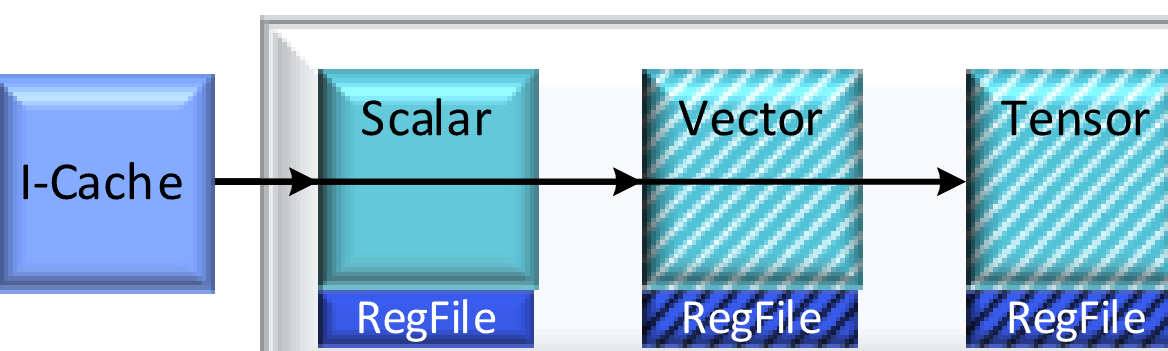 Scalar
Vector
Tensor
I-Cache
RegFile
RegFile
RegFile